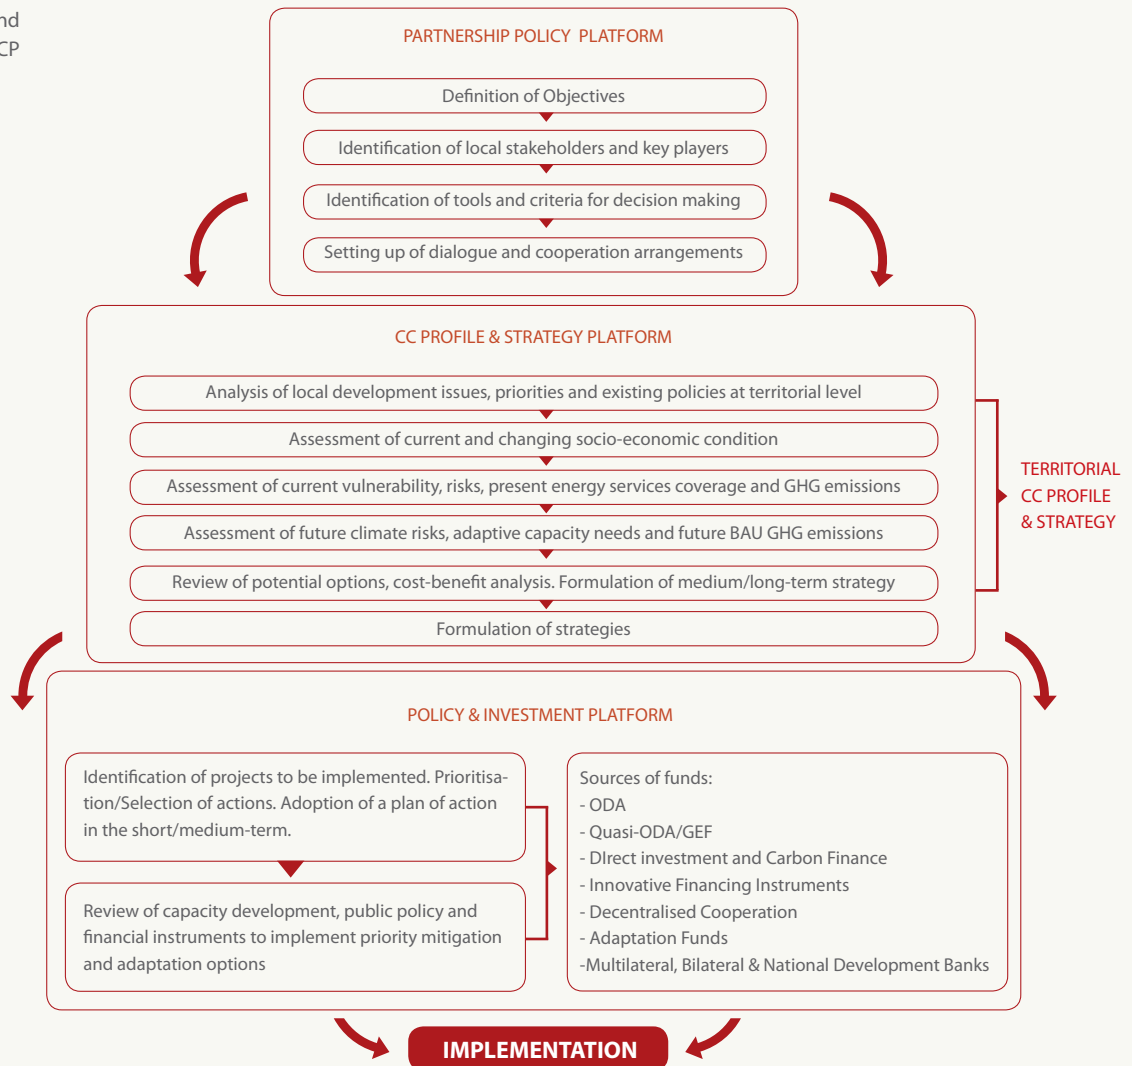 nd
CP
PARTNERSHIP POLICY PLATFORM
Definition of Objectives
Identification of local stakeholders and key players
Identification of tools and criteria for decision making
Setting up of dialogue and cooperation arrangements
CC PROFILE & STRATEGY PLATFORM
Analysis of local development issues, priorities and existing policies at territorial level
Assessment of current and changing socio-economic condition
Assessment of current vulnerability, risks, present energy services coverage and GHG emissions
Assessment of future climate risks, adaptive capacity needs and future BAU GHG emissions
Review of potential options, cost-benefit analysis. Formulation of medium/long-term strategy
Formulation of strategies
TERRITORIAL
CC PROFILE
& STRATEGY
POLICY & INVESTMENT PLATFORM
Identification of projects to be implemented. Prioritisa-
tion/Selection of actions. Adoption of a plan of action
in the short/medium-term.
Review of capacity development, public policy and
financial instruments to implement priority mitigation
and adaptation options
Sources of funds:
- ODA
- Quasi-ODA/GEF
- DIrect investment and Carbon Finance
- Innovative Financing Instruments
- Decentralised Cooperation
- Adaptation Funds
-Multilateral, Bilateral & National Development Banks
IMPLEMENTATION